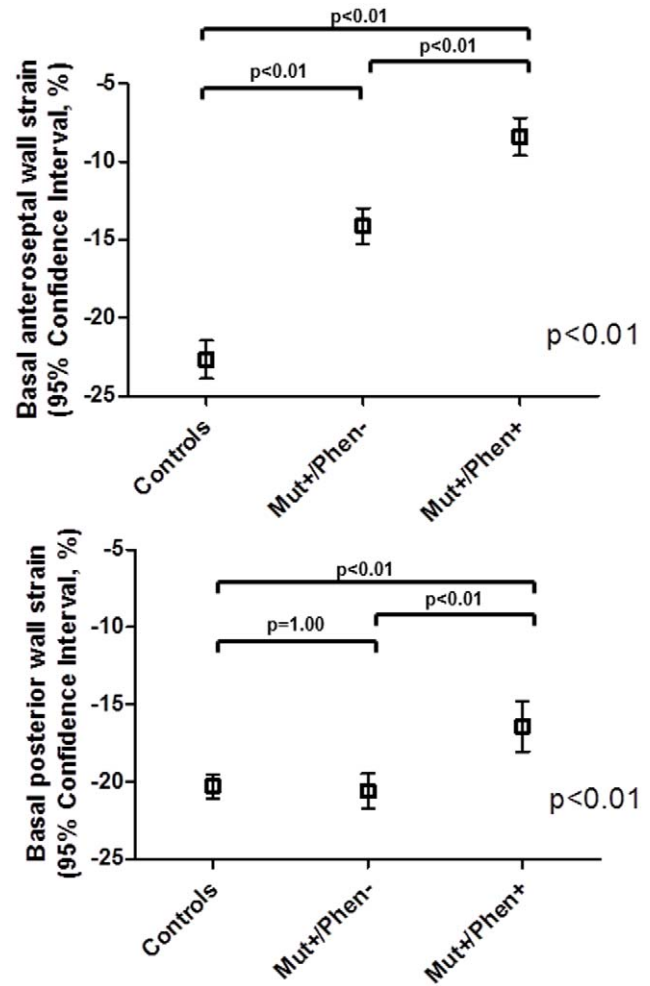 p<0.01
p<0.01
p<0.01
Basal anteroseptal wall strain
(95% Confidence Interval, %)
-5
-10
-15
-20
-25
p<0.01
Controls
Mut+/Phen-
Mut+/Phen+
Basal posterior wall strain
(95% Confidence Interval, %)
-5
-10
-15
-20
-25
p<0.01
p<0.01
p=1.00
p<0.01
Controls
Mut+/Phen-
Mut+/Phen+